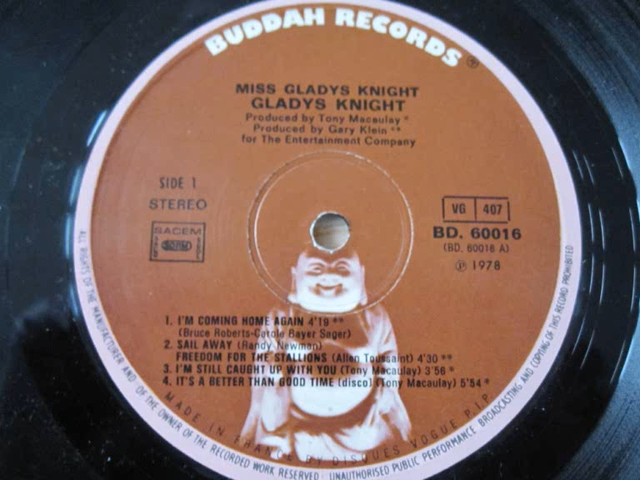 BUDDAH RECORDS®
MISS GLADYS KNIGHT
GLADYS KNIGHT
Produced by Tony Macaulay *
Produced by Gary Klein **
for The Entertainment Company
SIDE 1
STEREO
SACEM
VG 407
BD. 60016
(BD. 60016 A)
℗ 1978
1. I'M COMING HOME AGAIN 4'19 **
(Bruce Roberts-Carole Bayer Sager)
2. SAIL AWAY (Randy Newman)
FREEDOM FOR THE STALLIONS (Allen Toussaint) 4'30 **
3. I'M STILL CAUGHT UP WITH YOU (Tony Macaulay) 3'56 *
4. IT'S A BETTER THAN GOOD TIME (disco) (Tony Macaulay) 5'54 *
MADE IN FRANCE BY DISQUES VOGUE P.I.P.
ALL RIGHTS OF THE MANUFACTURER AND OF THE OWNER OF THE RECORDED WORK RESERVED - UNAUTHORISED PUBLIC PERFORMANCE BROADCASTING AND COPYING OF THIS RECORD PROHIBITED